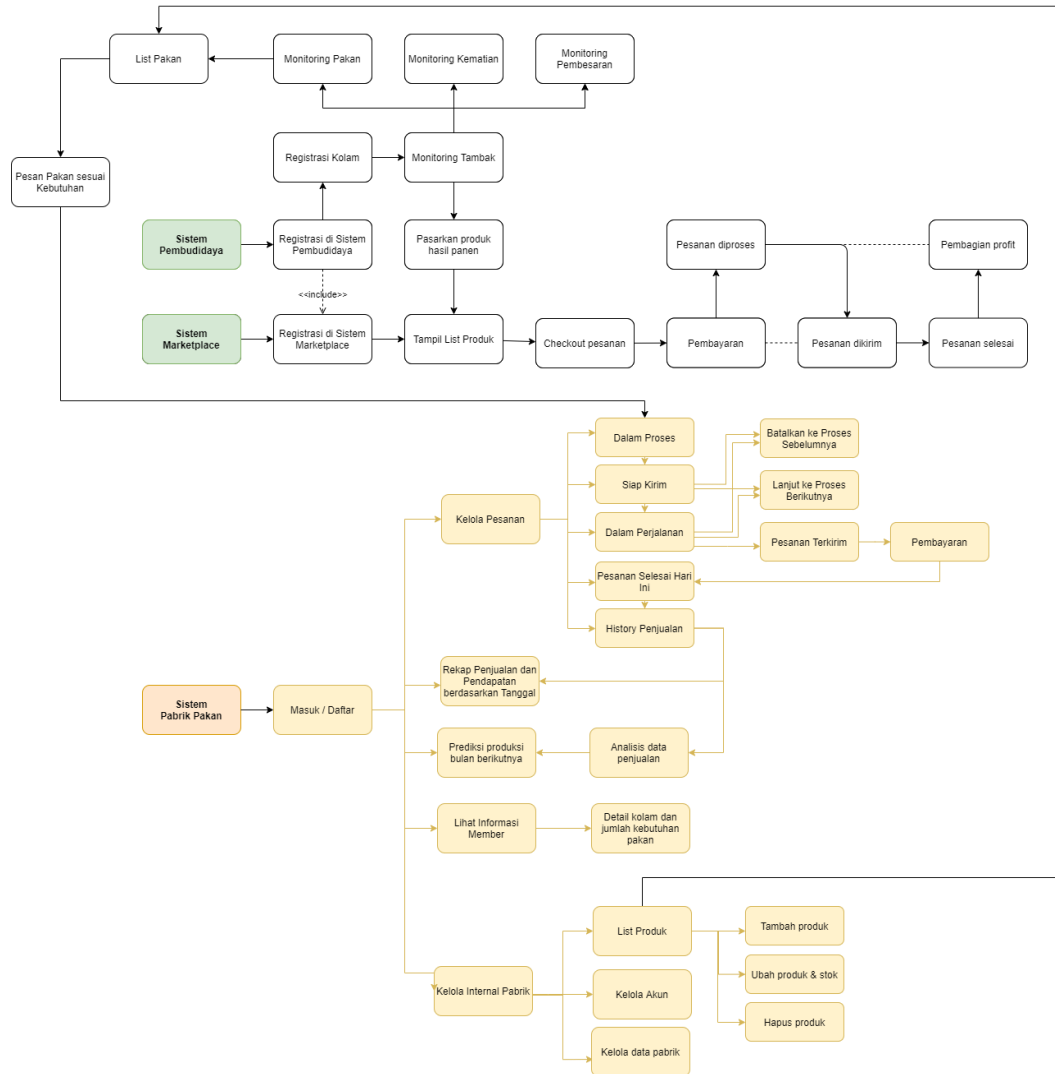 List Pakan
Monitoring Pakan
Monitoring Kematian
Monitoring
Pembesaran
Registrasi Kolam
Monitoring Tambak
Pesan Pakan sesuai
Kebutuhan
Sistem
Pembudidaya
Registrasi di Sistem
Pembudidaya
Pasarkan produk
hasil panen
Pesanan diproses
Pembagian profit
<<include>>
Sistem
Marketplace
Registrasi di Sistem
Marketplace
Tampil List Produk
Checkout pesanan
Pembayaran
Pesanan dikirim
Pesanan selesai
Dalam Proses
Batalkan ke Proses
Sebelumnya
Siap Kirim
Lanjut ke Proses
Berikutnya
Kelola Pesanan
Dalam Perjalanan
Pesanan Terkirim
Pembayaran
Pesanan Selesai Hari
Ini
History Penjualan
Rekap Penjualan dan
Pendapatan
berdasarkan Tanggal
Sistem
Pabrik Pakan
Masuk / Daftar
Prediksi produksi
bulan berikutnya
Analisis data
penjualan
Lihat Informasi
Member
Detail kolam dan
jumlah kebutuhan
pakan
List Produk
Tambah produk
Ubah produk & stok
Kelola Internal Pabrik
Kelola Akun
Hapus produk
Kelola data pabrik